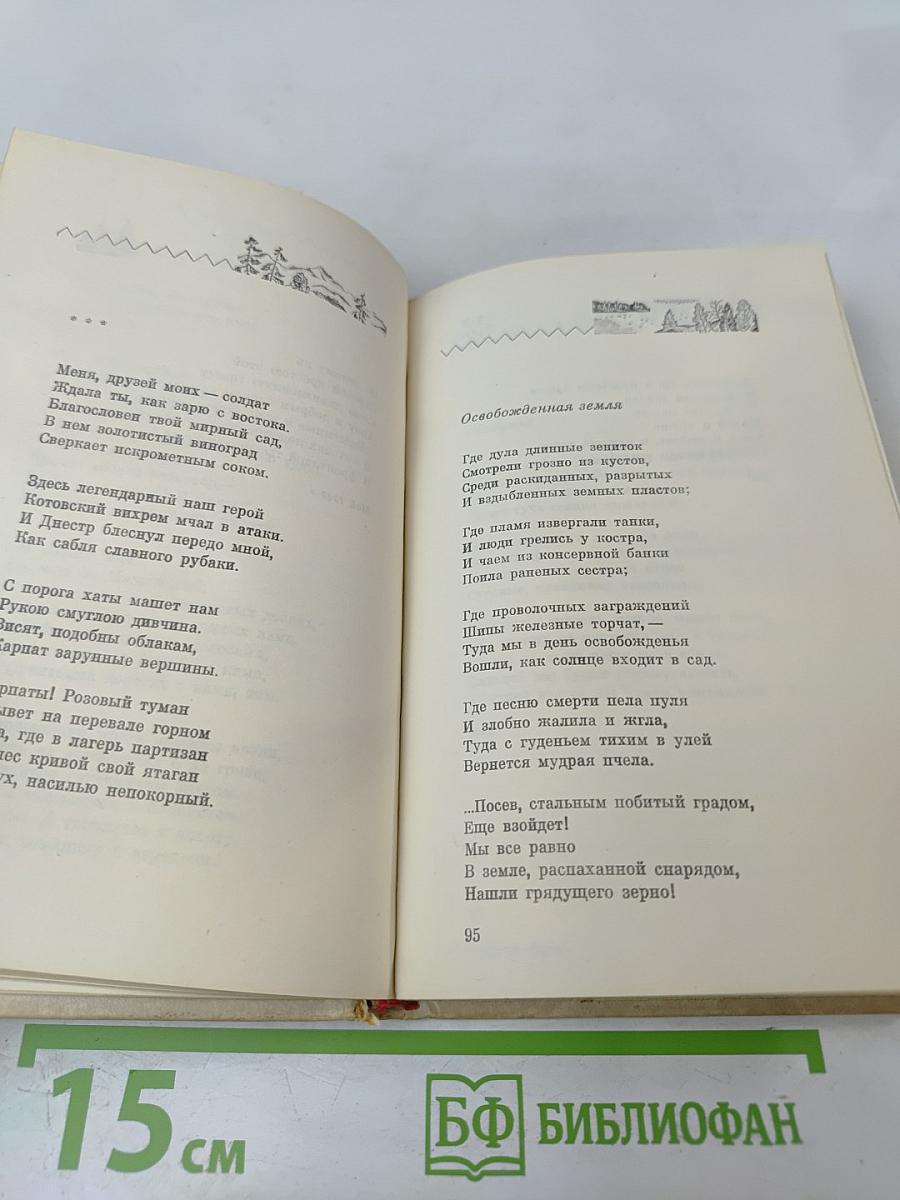 * * *
Меня, друзей моих — солдат
Ждала ты, как зарю с востока.
Благословен твой мирный сад,
В нем золотистый виноград
Сверкает искрометным соком.
Здесь легендарный наш герой
Котовский вихрем мчал в атаки.
И Днестр блеснул передо мной,
Как сабля славного рубаки.
С порога хаты машет нам
Рукою смуглою дивчина.
Висят, подобны облакам,
Карпат зарунные вершины.
рпаты! Розовый туман
ывет на перевале горном
а, где в лагерь партизан
нес кривой свой ятаган
ух, насилью непокорный.
Освобожденная земля
Где дула длинные зениток
Смотрели грозно из кустов,
Среди раскиданных, разрытых
И вздыбленных земных пластов;
Где пламя извергали танки,
И люди грелись у костра,
И чаем из консервной банки
Поила раненых сестра;
Где проволочных заграждений
Шипы железные торчат,—
Туда мы в день освобожденья
Вошли, как солнце входит в сад.
Где песню смерти пела пуля
И злобно жалила и жгла,
Туда с гуденьем тихим в улей
Вернется мудрая пчела.
...Посев, стальным побитый градом,
Еще взойдет!
Мы все равно
В земле, распаханной снарядом,
Нашли грядущего зерно!
95
15 см
БФ БИБЛИОФАН